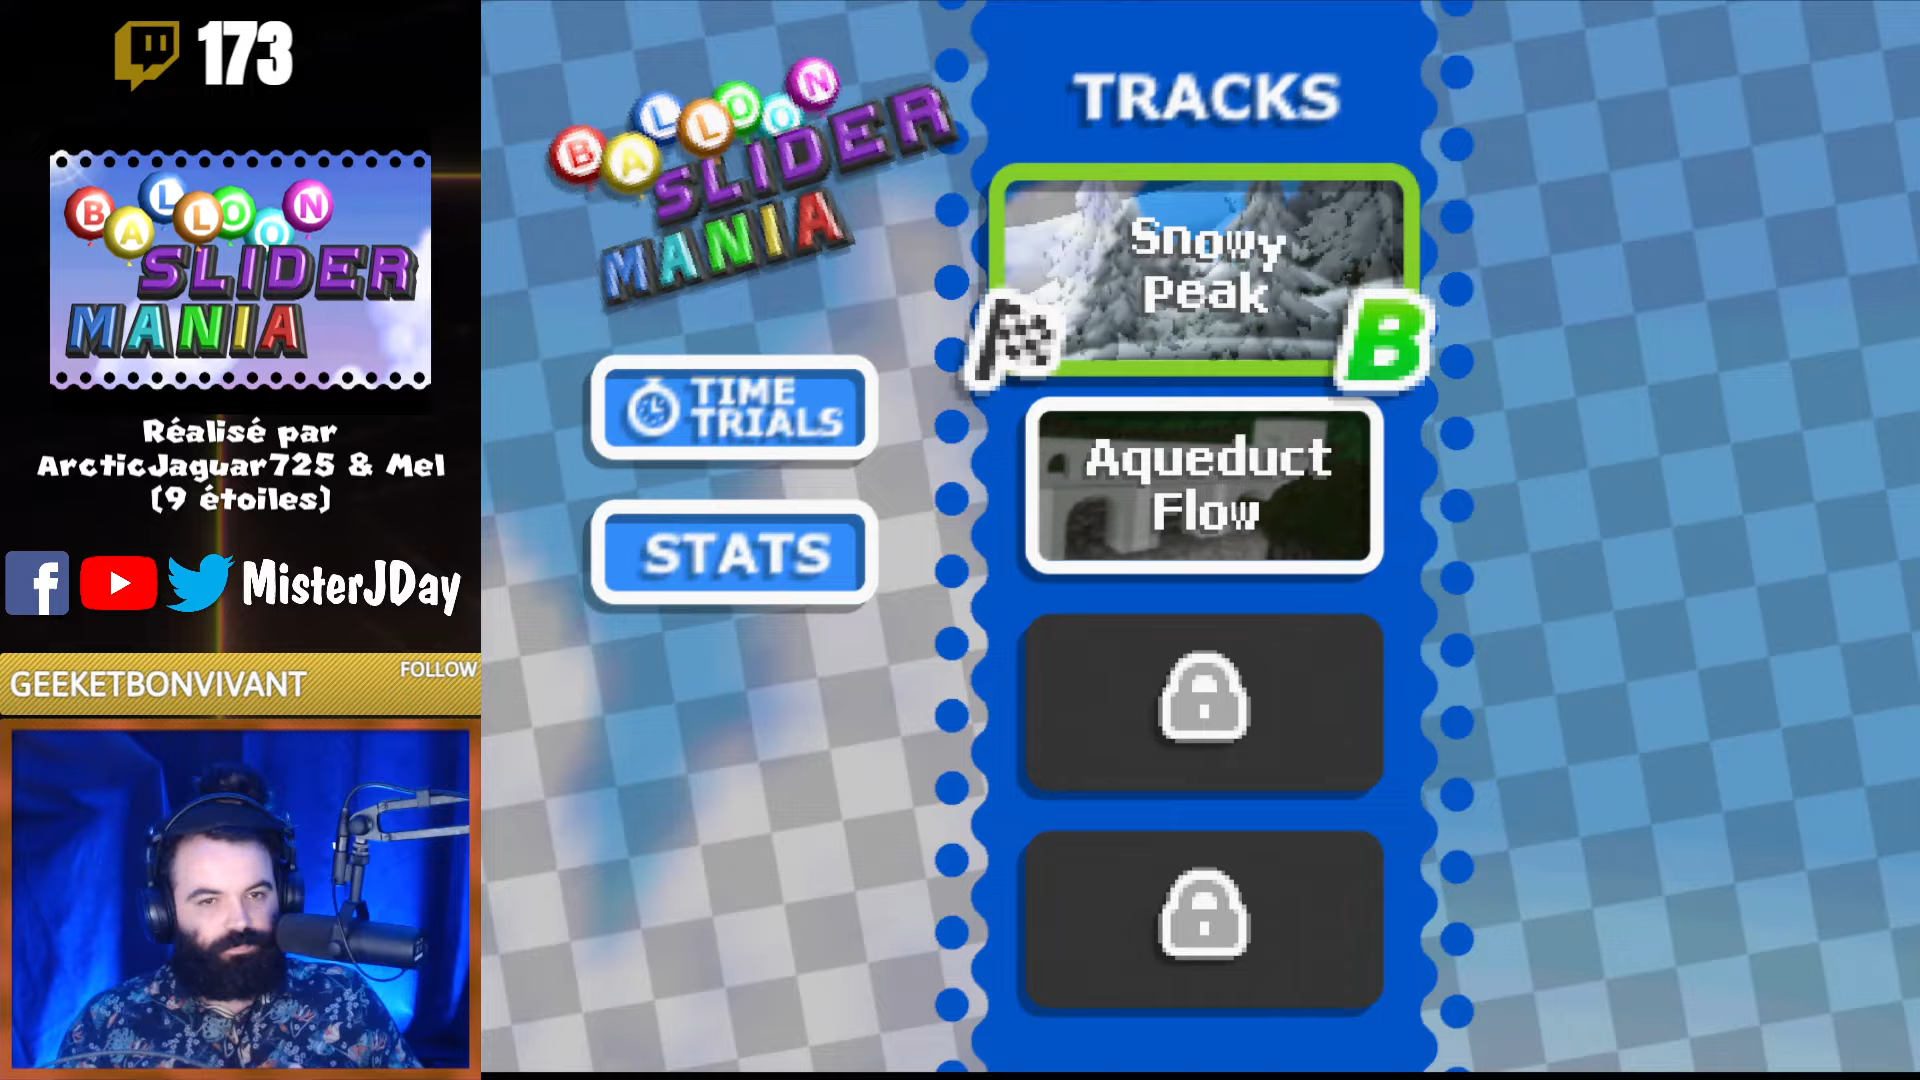 173
BALLOON
SLIDER
MANIA
Réalisé par
ArcticJaguar725 & Mel
(9 étoiles)
f MisterJDay
GEEKETBONVIVANT
FOLLOW
BALLOON
SLIDER
MANIA
TIME
TRIALS
STATS
TRACKS
Snowy
Peak
B
Aqueduct
Flow